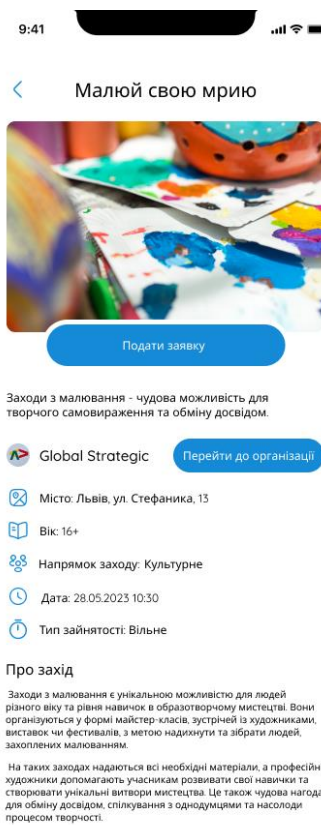 9:41
Малюй свою мрию
Подати заявку
Заходи з малювання - чудова можливість для
творчого самовираження та обміну досвідом.
Global Strategic
Перейти до організації
Місто: Львів, ул. Стефаника, 13
Вік: 16+
Напрямок заходу: Культурне
Дата: 28.05.2023 10:30
Тип зайнятості: Вільне
Про захід
Заходи з малювання є унікальною можливістю для людей
різного віку та рівня навичок в образотворчому мистецтві. Вони
організуються у формі майстер-класів, зустрічей із художниками,
виставок чи фестивалів, з метою надихнути та зібрати людей,
захоплених малюванням.
На таких заходах надаються всі необхідні матеріали, а професійн
художники допомагають учасникам розвивати свої навички та
створювати унікальні витвори мистецтва. Це також чудова нагода
для обміну досвідом, спілкування з однодумцями та насолоди
процесом творчості.